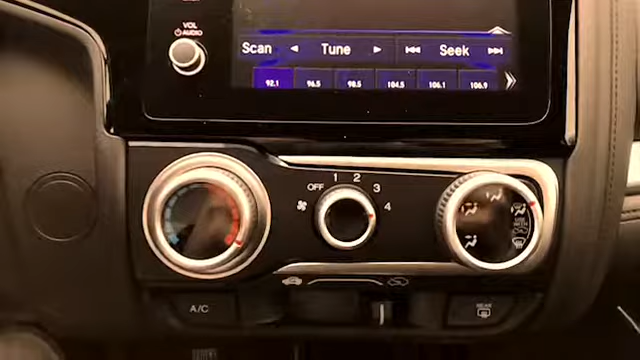 VOL
AUDIO
Scan
Tune
Seek
92.1
96.5
98.5
104.5
106.1
106.9
OFF
1
2
3
4
A/C
REAR